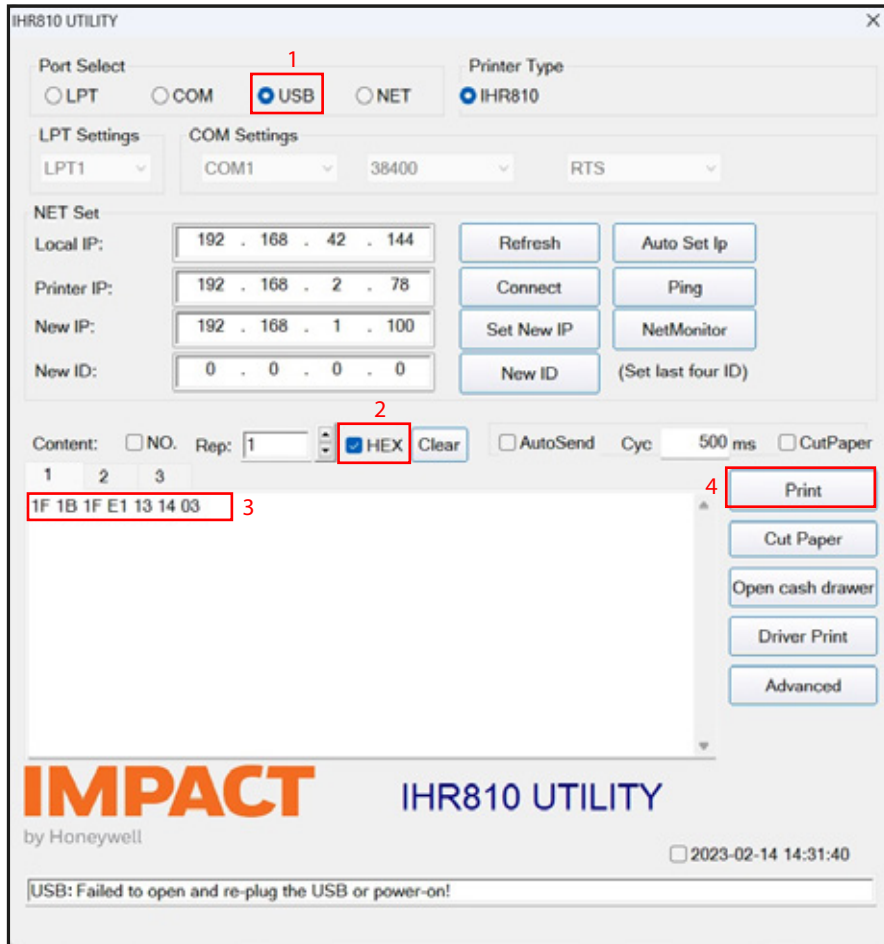 IHR810 UTILITY
1
Port Select
Printer Type
LPT COM USB NET IHR810
LPT Settings COM Settings
LPT1 COM1 38400 RTS
NET Set
Local IP: 192 . 168 . 42 . 144 Refresh Auto Set Ip
Printer IP: 192 . 168 . 2 . 78 Connect Ping
New IP: 192 . 168 . 1 . 100 Set New IP NetMonitor
New ID: 0 . 0 . 0 . 0 New ID (Set last four ID)
2
Content: NO. Rep: 1 HEX Clear AutoSend Cyc 500 ms CutPaper
1 2 3
4 Print
1F 1B 1F E1 13 14 03 3
Cut Paper
Open cash drawer
Driver Print
Advanced
IMPACT
by Honeywell
IHR810 UTILITY
2023-02-14 14:31:40
USB: Failed to open and re-plug the USB or power-on!